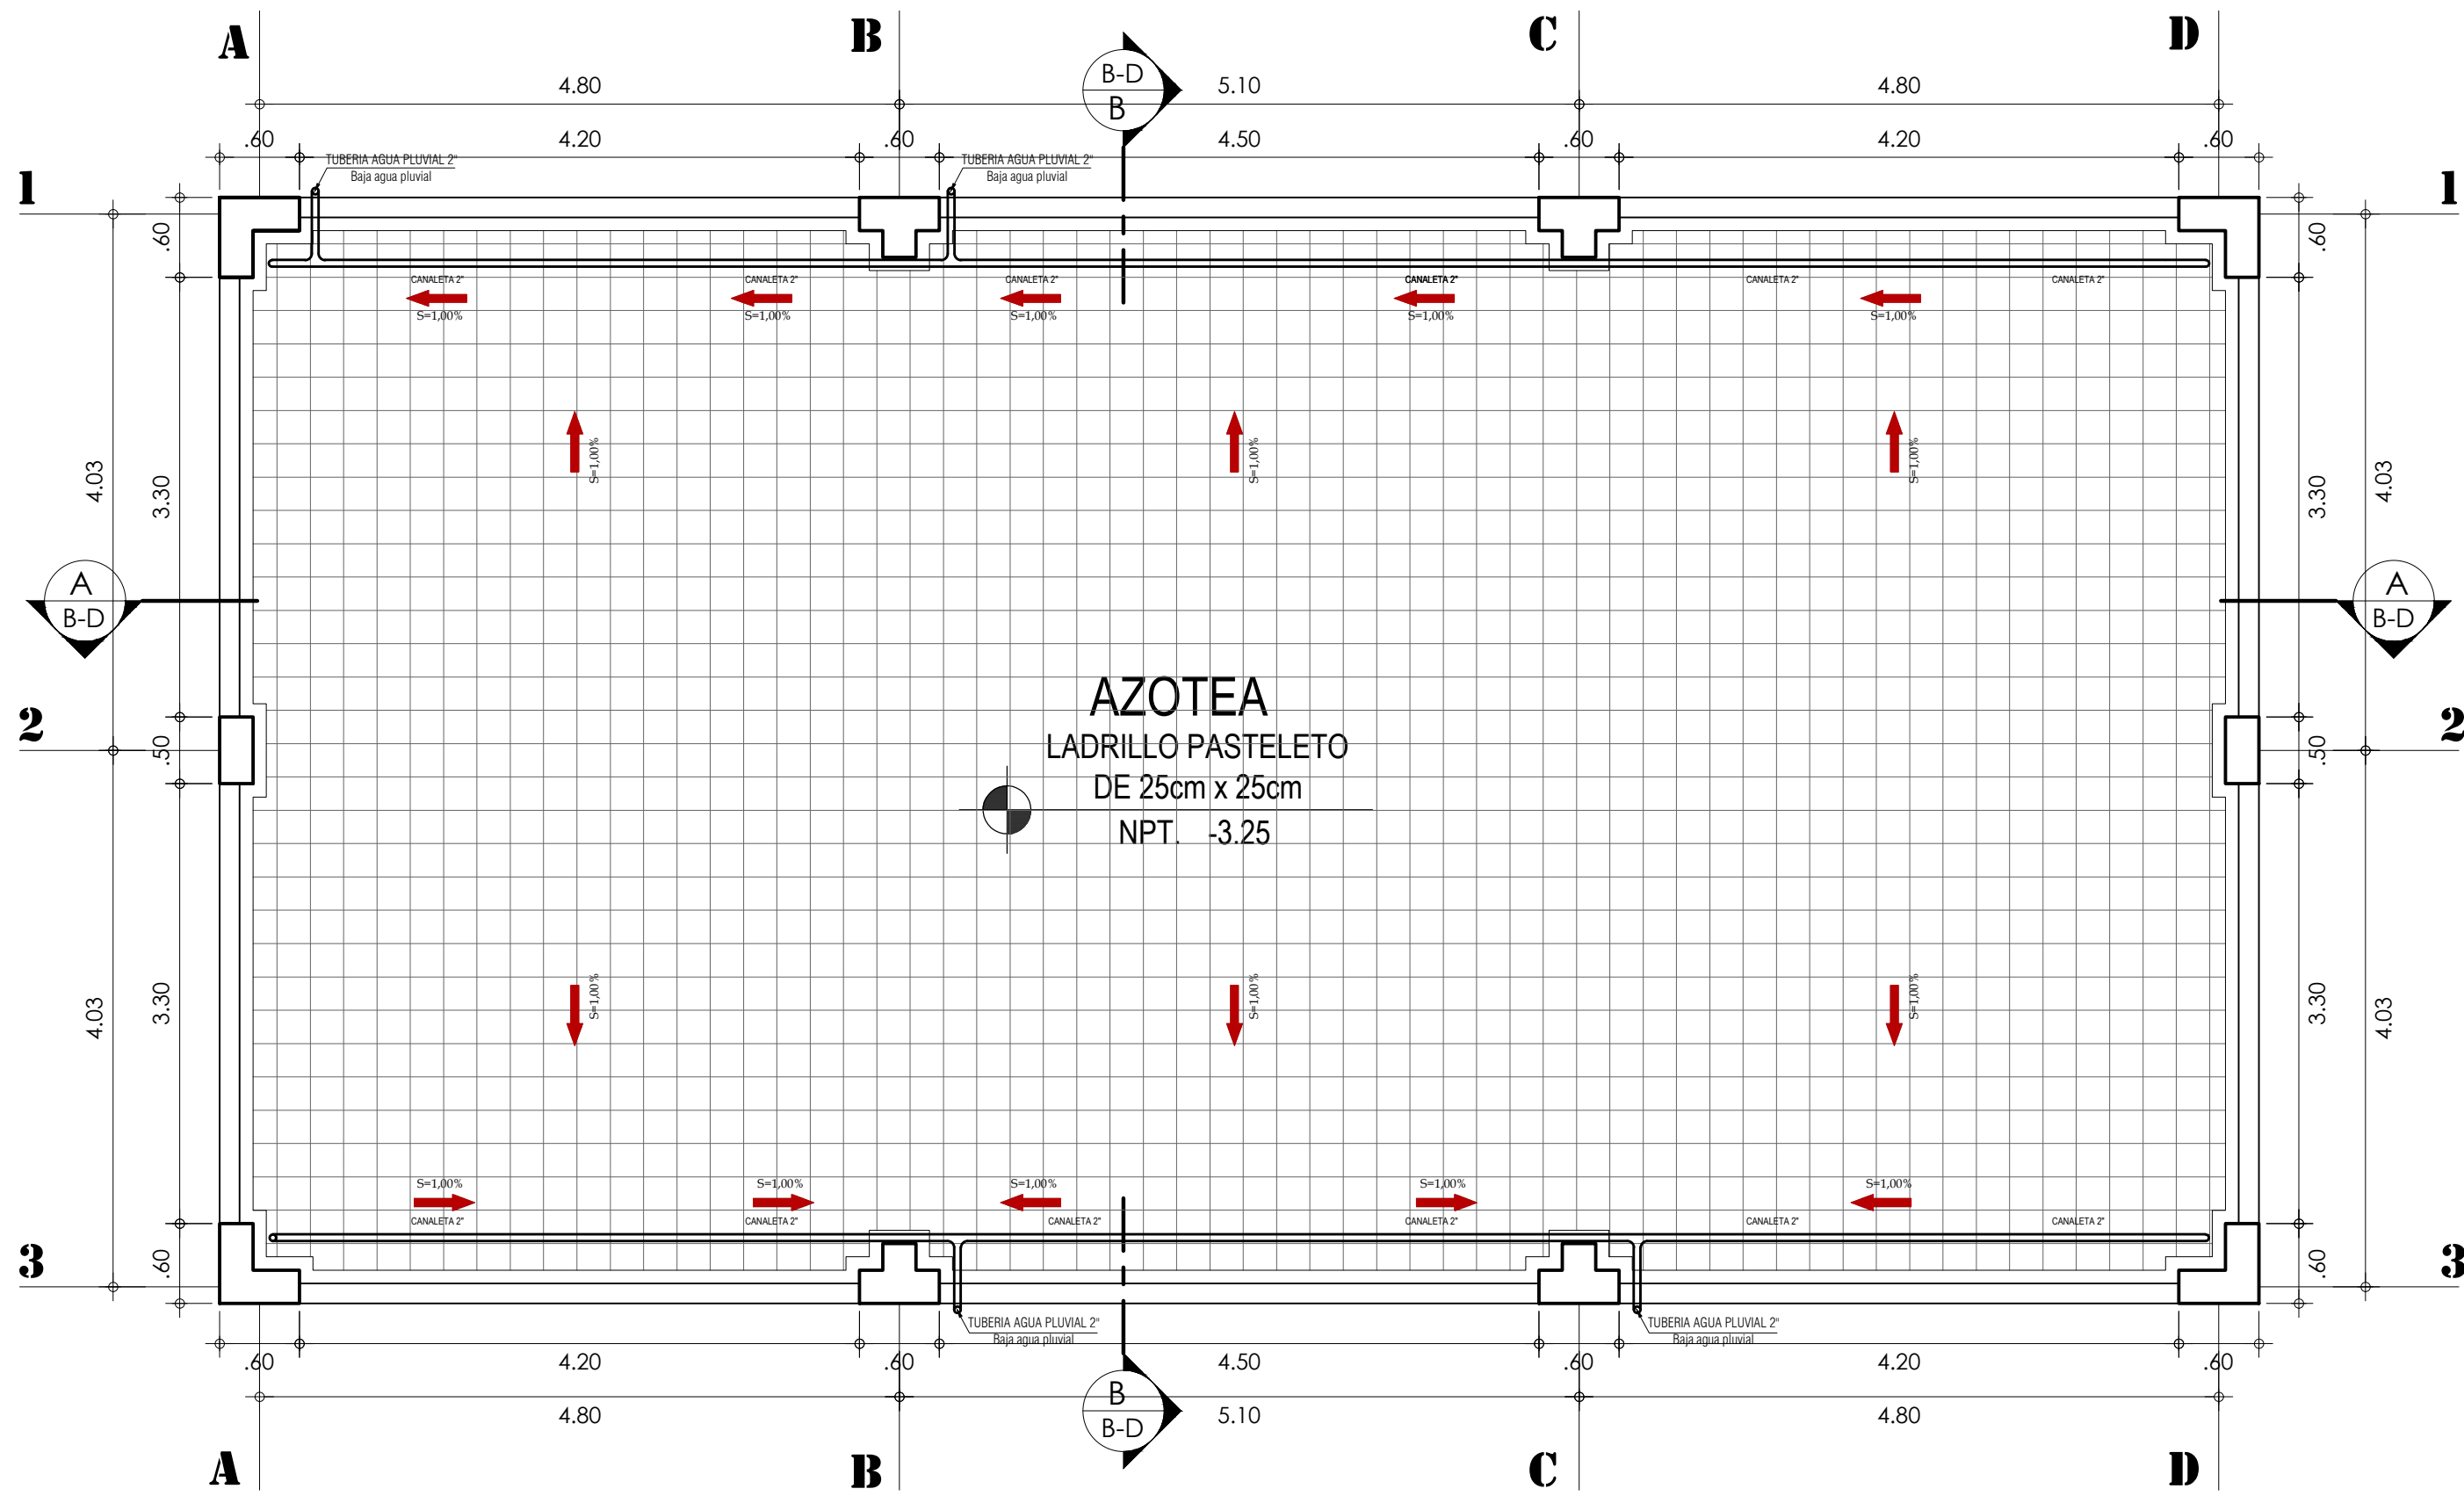 A B C D
B-D
B
4.80 5.10 4.80
.60 4.20 .60 4.50 .60 4.20 .60
TUBERIA AGUA PLUVIAL 2"
Baja agua pluvial
TUBERIA AGUA PLUVIAL 2"
Baja agua pluvial
1 1
.60 .60
CANALETA 2" CANALETA 2" CANALETA 2" CANALETA 2" CANALETA 2" CANALETA 2"
S=1,00% S=1,00% S=1,00% S=1,00% S=1,00%
S=1,00% S=1,00% S=1,00%
4.03 3.30 3.30 4.03
A
B-D
A
B-D
AZOTEA
LADRILLO PASTELETO
DE 25cm x 25cm
NPT. -3.25
2 2
.50 .50
S=1,00% S=1,00% S=1,00%
4.03 3.30 3.30 4.03
S=1,00% S=1,00% S=1,00% S=1,00% S=1,00%
CANALETA 2" CANALETA 2" CANALETA 2" CANALETA 2" CANALETA 2" CANALETA 2"
3 3
.60 .60
TUBERIA AGUA PLUVIAL 2"
Baja agua pluvial
TUBERIA AGUA PLUVIAL 2"
Baja agua pluvial
.60 4.20 .60 4.50 .60 4.20 .60
4.80 5.10 4.80
B
B-D
A B C D